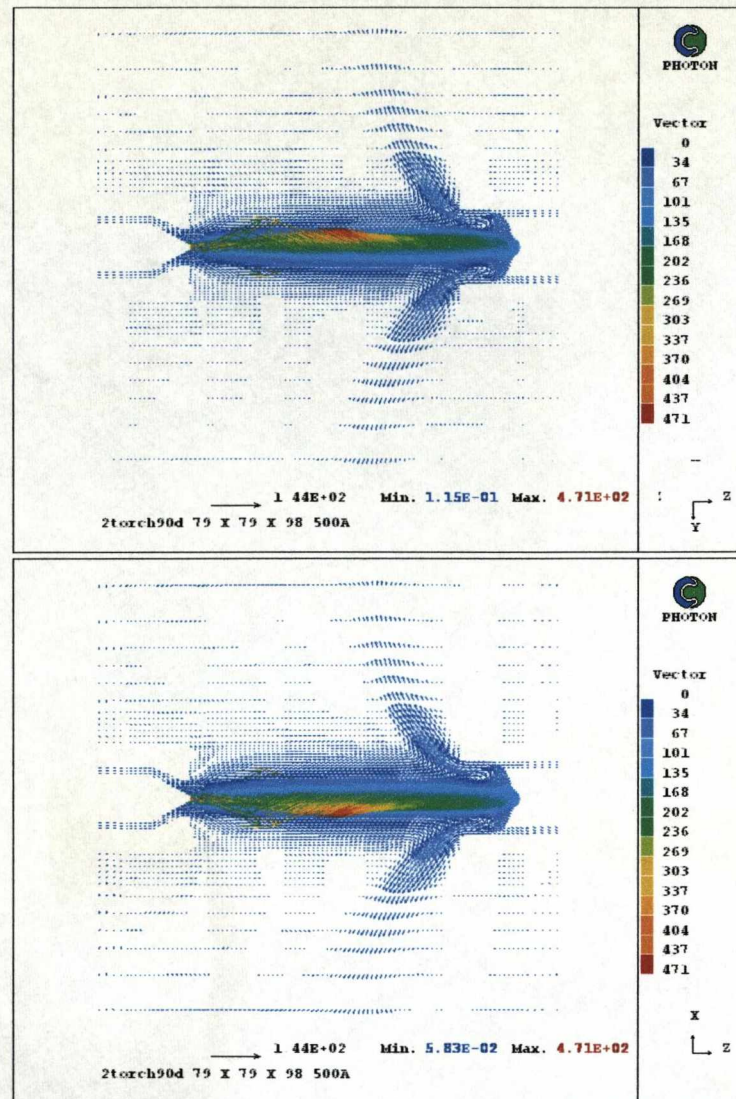 PHOTON
Vector
0
34
67
101
135
168
202
236
269
303
337
370
404
437
471
1 44E+02 Min. 1.15E-01 Max. 4.71E+02
Z
Y
2torch90d 79 X 79 X 98 500A
PHOTON
Vector
0
34
67
101
135
168
202
236
269
303
337
370
404
437
471
X
Z
1 44E+02 Min. 5.83E-02 Max. 4.71E+02
2torch90d 79 X 79 X 98 500A